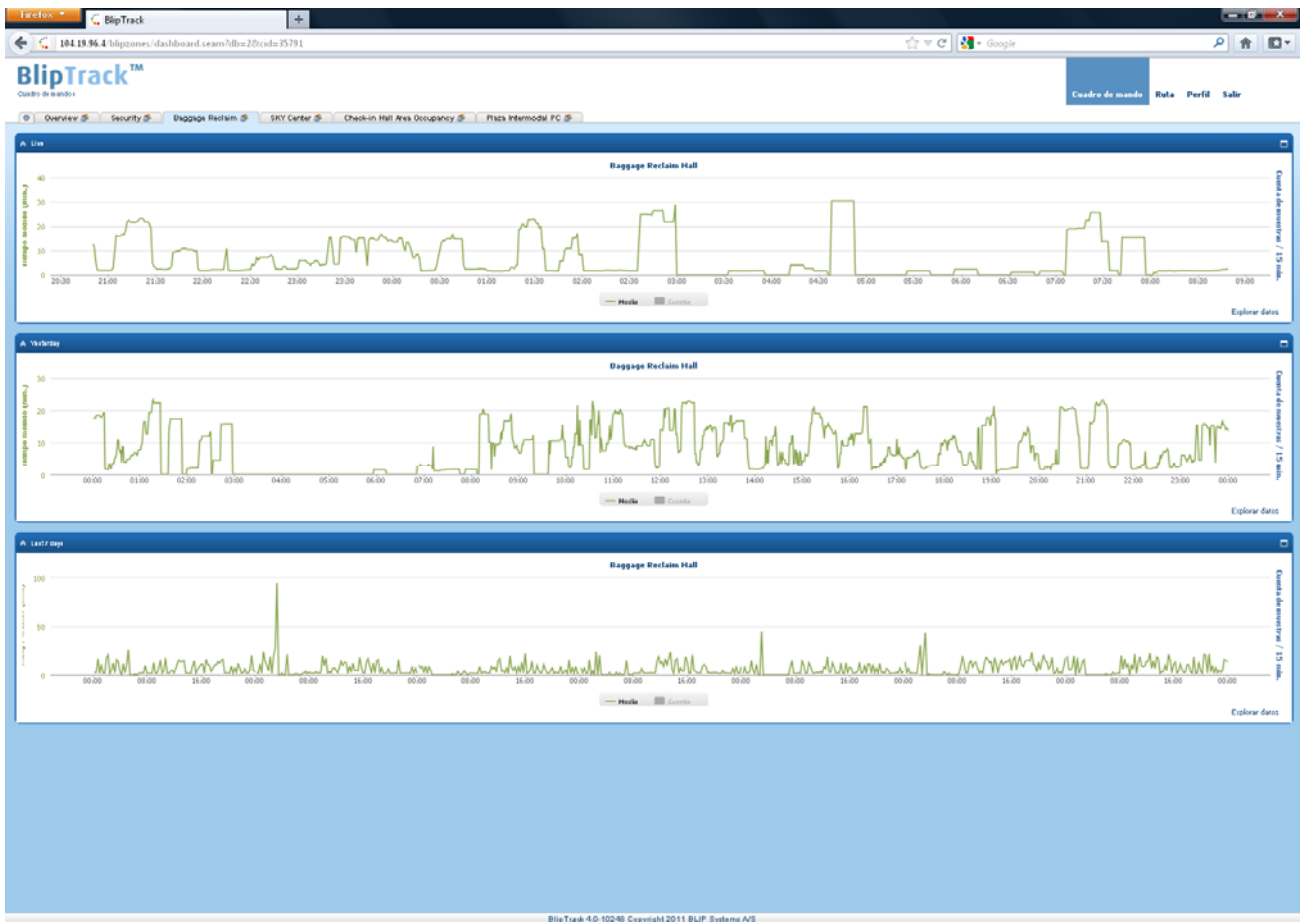 Firefox
BlipTrack
104.19.96.4/blipzones/dashboard.seam?db=2&cid=35791
Google
BlipTrack™
Cuadro de mandos
Cuadro de mando Ruta Perfil Salir
Overview Security Baggage Reclaim SKY Center Check-in Hall Area Occupancy Plaza Intermodal PC
Live
Baggage Reclaim Hall
40
30
20
10
0
20:30 21:00 21:30 22:00 22:30 23:00 23:30 00:00 00:30 01:00 01:30 02:00 02:30 03:00 03:30 04:00 04:30 05:00 05:30 06:00 06:30 07:00 07:30 08:00 08:30 09:00
Cuenta de muestras / 15 min.
Media Cuenta
Explorar datos
Yesterday
Baggage Reclaim Hall
30
20
10
0
00:00 01:00 02:00 03:00 04:00 05:00 06:00 07:00 08:00 09:00 10:00 11:00 12:00 13:00 14:00 15:00 16:00 17:00 18:00 19:00 20:00 21:00 22:00 23:00 00:00
Cuenta de muestras / 15 min.
Media Cuenta
Explorar datos
Last 7 days
Baggage Reclaim Hall
100
50
0
00:00 08:00 16:00 00:00 08:00 16:00 00:00 08:00 16:00 00:00 08:00 16:00 00:00 08:00 16:00 00:00 08:00 16:00 00:00 08:00 16:00 00:00
Cuenta de muestras / 15 min.
Media Cuenta
Explorar datos
BlipTrack 4.0-10248 Copyright 2011 BLIP Systems A/S